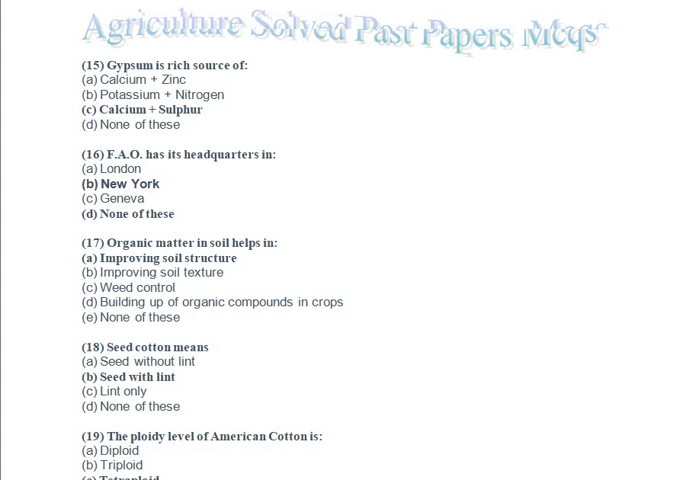 Agriculture Solved Past Papers Mcqs
(15) Gypsum is rich source of:
(a) Calcium + Zinc
(b) Potassium + Nitrogen
(c) Calcium + Sulphur
(d) None of these
(16) F.A.O. has its headquarters in:
(a) London
(b) New York
(c) Geneva
(d) None of these
(17) Organic matter in soil helps in:
(a) Improving soil structure
(b) Improving soil texture
(c) Weed control
(d) Building up of organic compounds in crops
(e) None of these
(18) Seed cotton means
(a) Seed without lint
(b) Seed with lint
(c) Lint only
(d) None of these
(19) The ploidy level of American Cotton is:
(a) Diploid
(b) Triploid
(c) Tetraploid